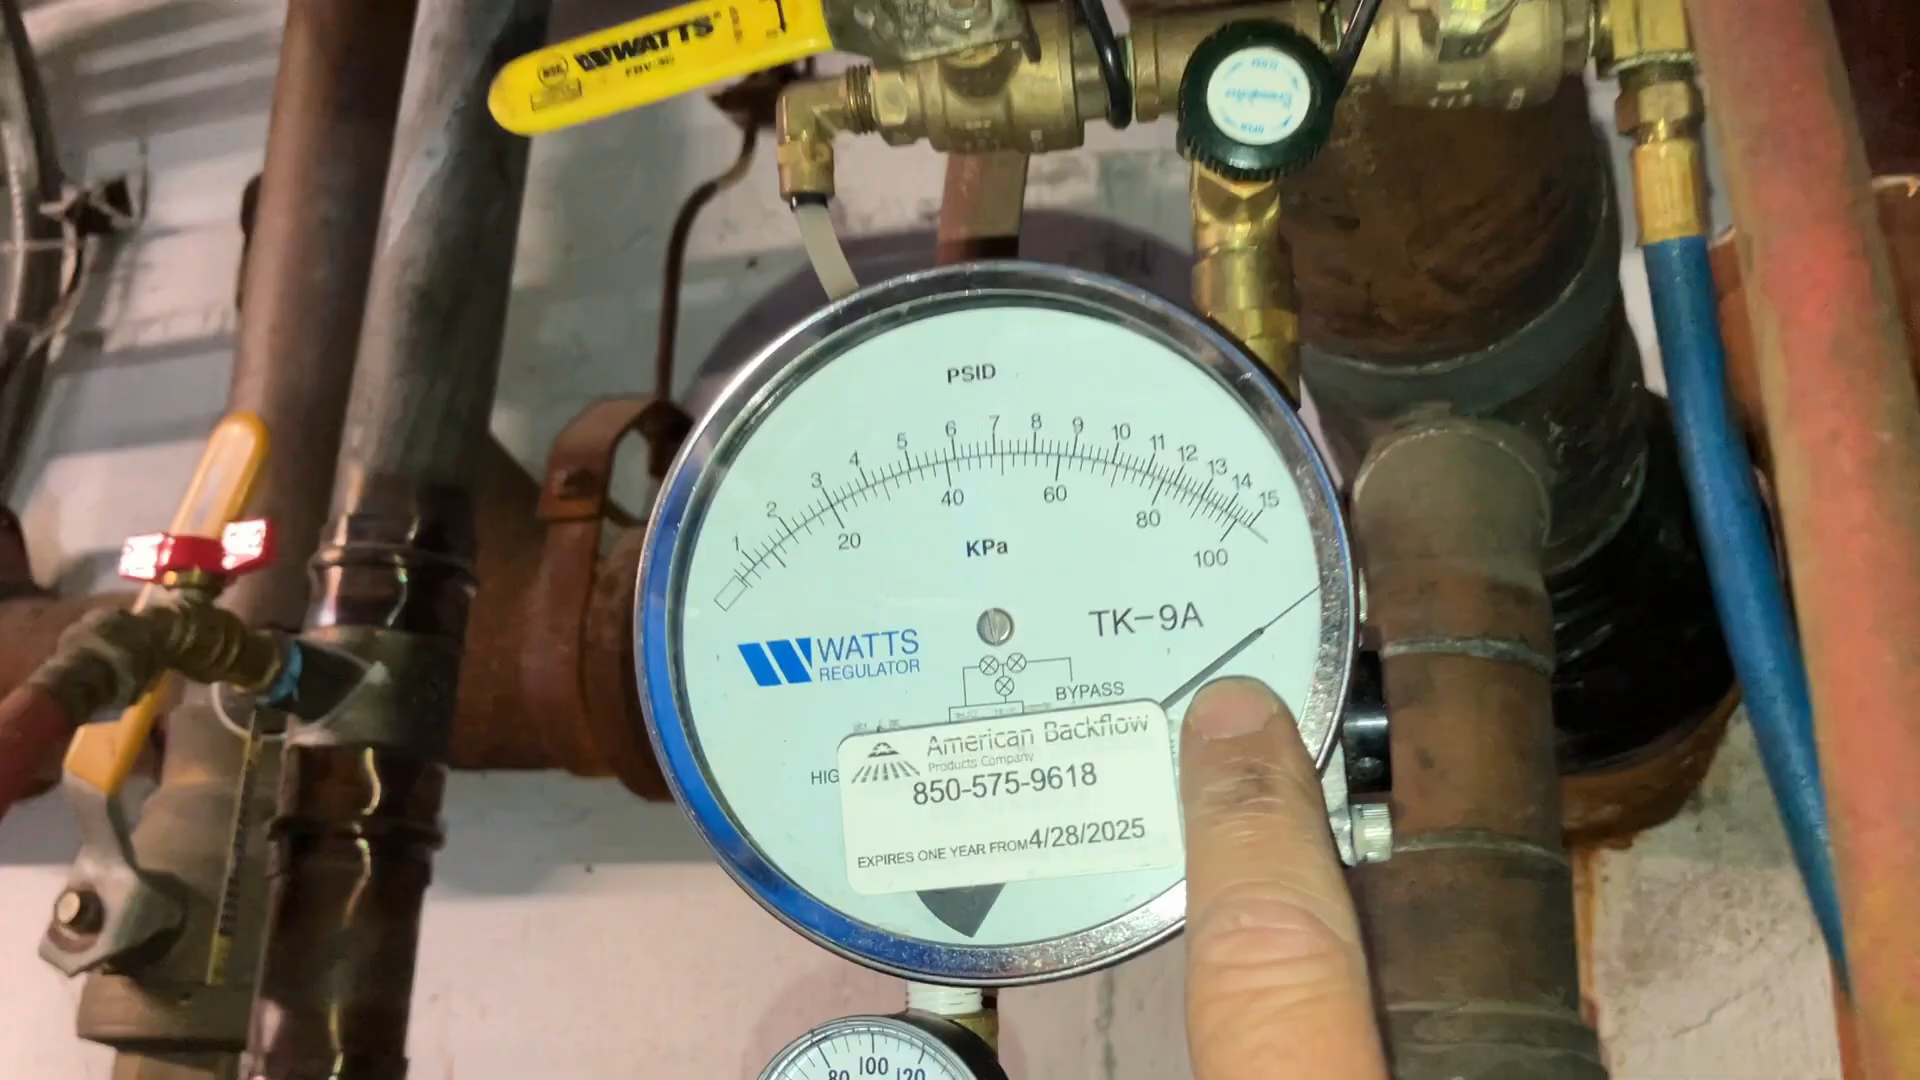 WATTS
FBV-3C
PSID
1 2 3 4 5 6 7 8 9 10 11 12 13 14 15
20 40 60 80 100
KPa
WATTS
REGULATOR
TK-9A
BYPASS
HIG
American Backflow
Products Company
850-575-9618
EXPIRES ONE YEAR FROM 4/28/2025
80 100 120